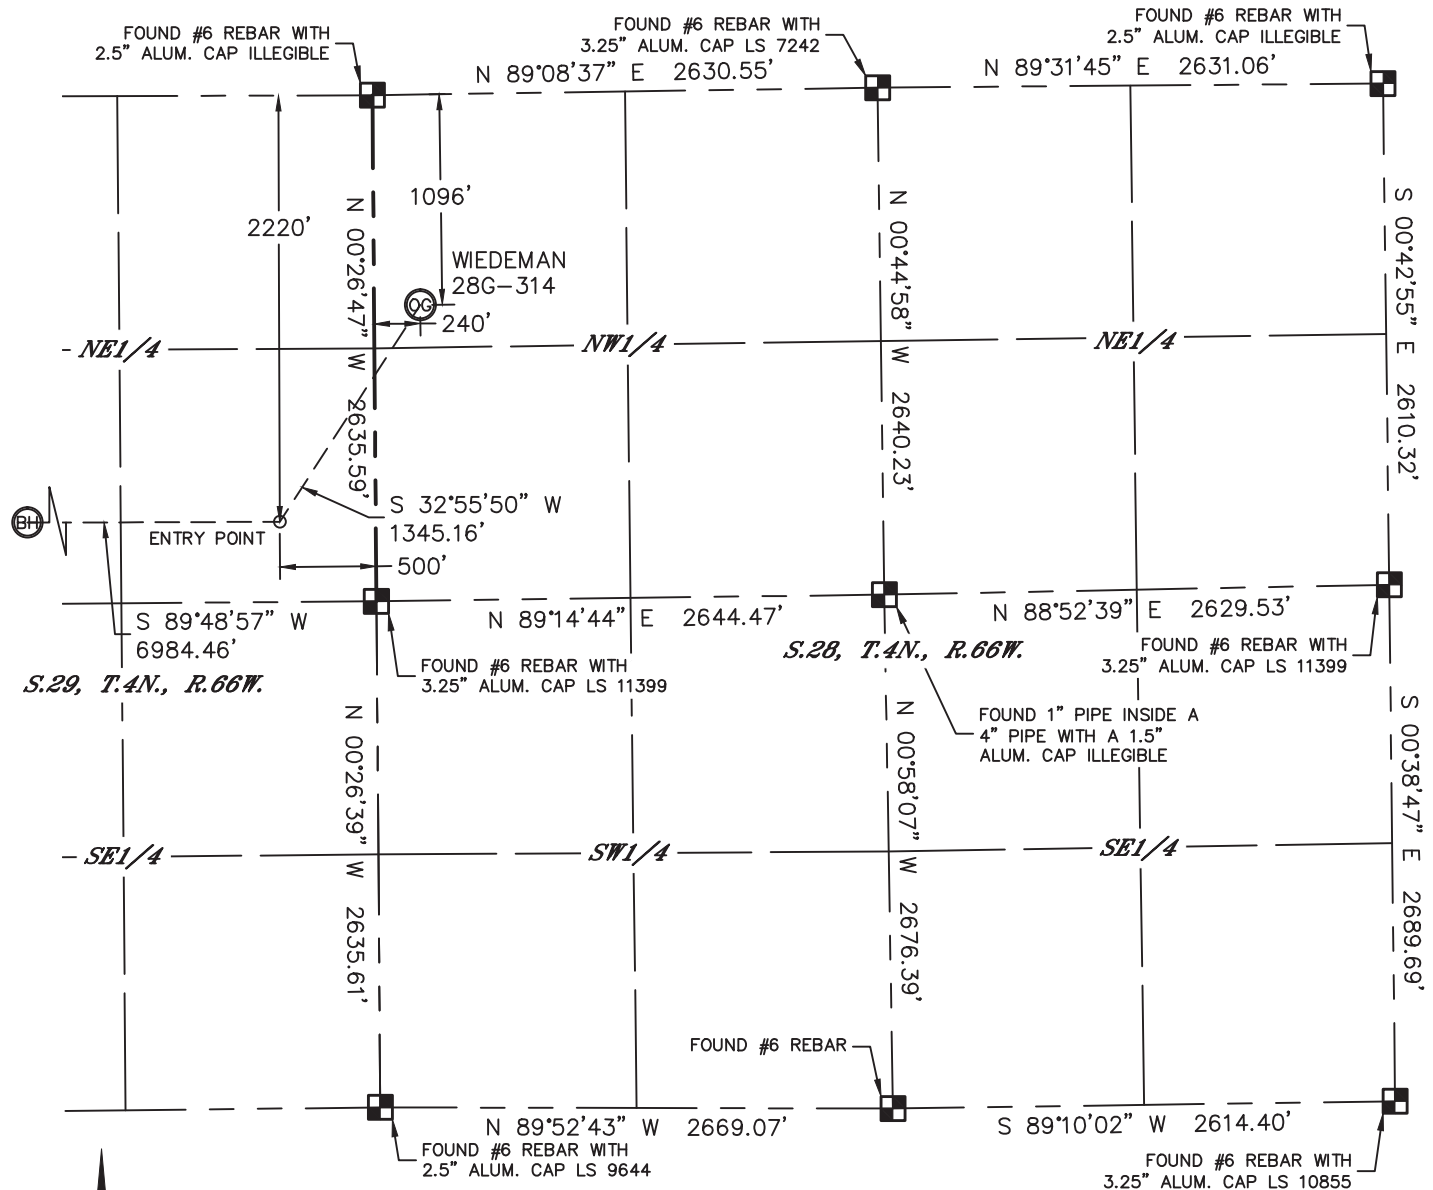 FOUND #6 REBAR WITH
2.5" ALUM. CAP ILLEGIBLE
FOUND #6 REBAR WITH
3.25" ALUM. CAP LS 7242
FOUND #6 REBAR WITH
2.5" ALUM. CAP ILLEGIBLE
N 89°08'37" E 2630.55'
N 89°31'45" E 2631.06'
1096'
2220'
N 00°26'47" W 2635.59'
WIEDEMAN
28G-314
OG
240'
N 00°44'58" W 2640.23'
S 00°42'55" E 2610.32'
NE1/4
NW1/4
NE1/4
S 32°55'50" W
1345.16'
BH
ENTRY POINT
500'
S 89°48'57" W
6984.46'
N 89°14'44" E 2644.47'
N 88°52'39" E 2629.53'
S.29, T.4N., R.66W.
FOUND #6 REBAR WITH
3.25" ALUM. CAP LS 11399
S.28, T.4N., R.66W.
FOUND #6 REBAR WITH
3.25" ALUM. CAP LS 11399
FOUND 1" PIPE INSIDE A
4" PIPE WITH A 1.5"
ALUM. CAP ILLEGIBLE
N 00°26'39" W 2635.61'
N 00°58'07" W 2676.39'
S 00°38'47" E 2689.69'
SE1/4
SW1/4
SE1/4
FOUND #6 REBAR
N 89°52'43" W 2669.07'
S 89°10'02" W 2614.40'
FOUND #6 REBAR WITH
2.5" ALUM. CAP LS 9644
FOUND #6 REBAR WITH
3.25" ALUM. CAP LS 10855